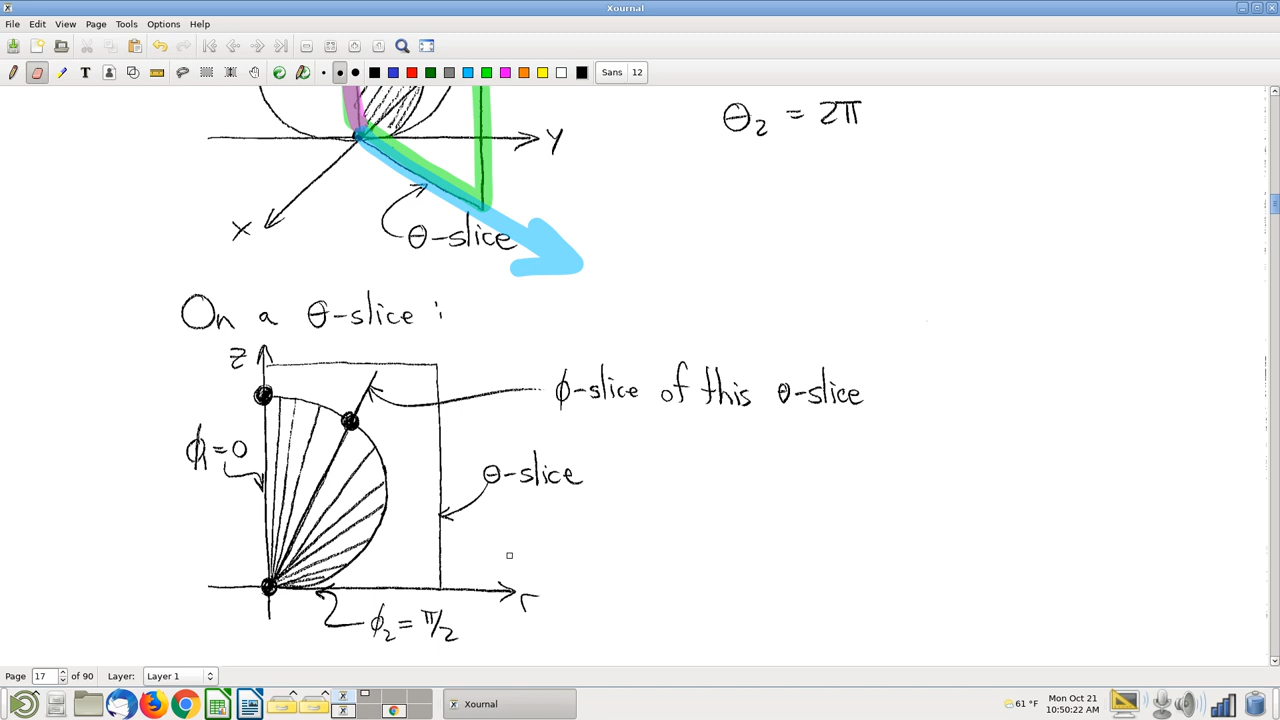 Xournal
File Edit View Page Tools Options Help
Sans 12
θ₂ = 2π
y
x
θ-slice
On a θ-slice :
z
ϕ-slice of this θ-slice
ϕ₁=0
θ-slice
r
ϕ₂ = π/2
Page 17 of 90 Layer: Layer 1
Xournal
61 °F
Mon Oct 21
10:50:22 AM